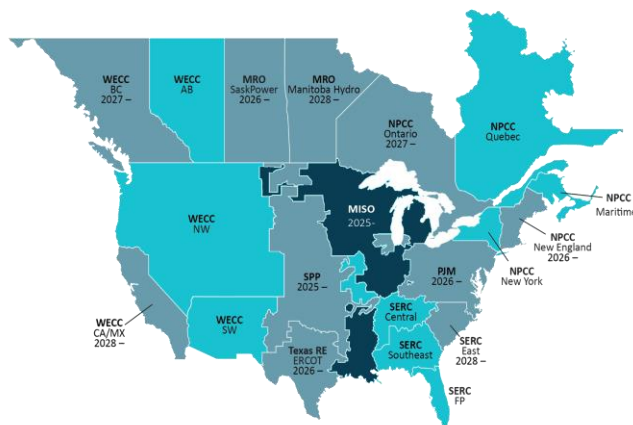 WECC
BC
2027 –
WECC
AB
MRO
SaskPower
2026 –
MRO
Manitoba Hydro
2028 –
NPCC
Ontario
2027 –
NPCC
Quebec
NPCC
Maritime
NPCC
New England
2026 –
NPCC
New York
MISO
2025-
WECC
NW
SPP
2025 –
PJM
2026 –
WECC
CA/MX
2028 –
WECC
SW
SERC
Central
SERC
Southeast
SERC
East
2028 –
Texas RE
ERCOT
2026 –
SERC
FP